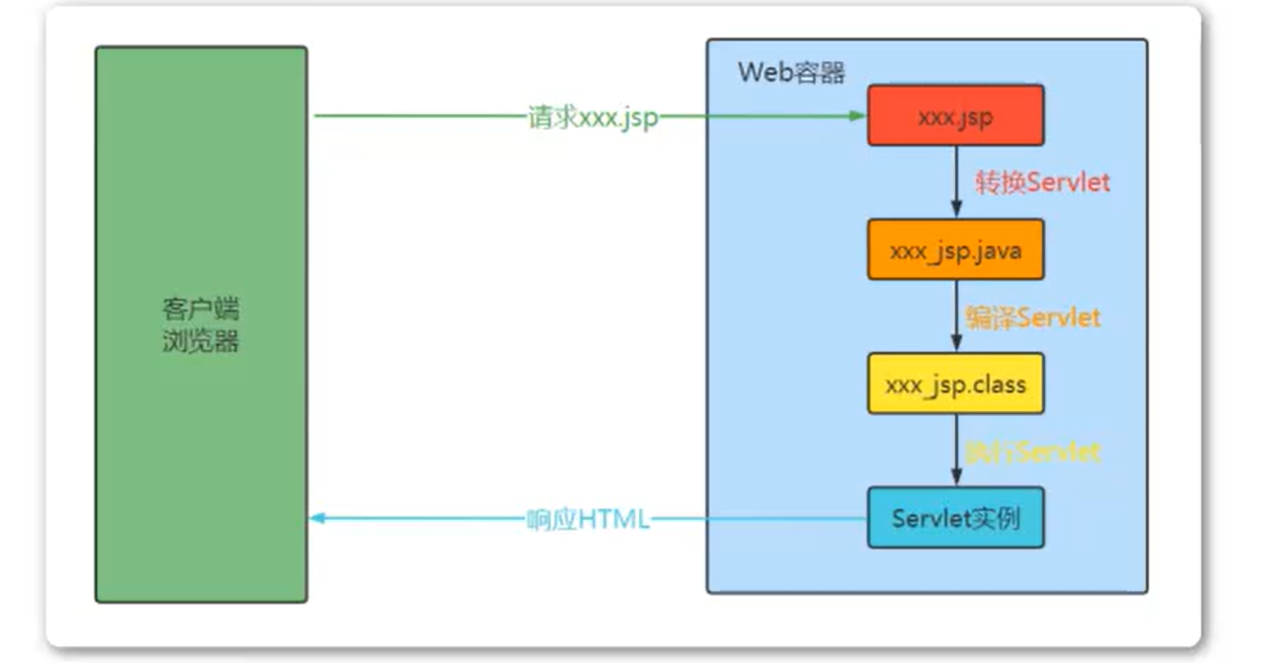 Web容器
请求xxx.jsp
xxx.jsp
转换Servlet
xxx_jsp.java
客户端
浏览器
编译Servlet
xxx_jsp.class
执行Servlet
响应HTML
Servlet实例